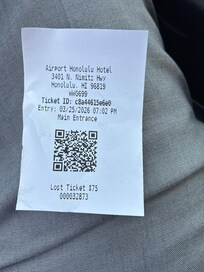 Airport Honolulu Hotel
3401 N. Nimitz Hwy
Honolulu, HI 96819
Ticket ID: c8a44615e6e0
Entry: 03/25/2026 07:02 PM
Main Entrance
Lost Ticket $75
000032873